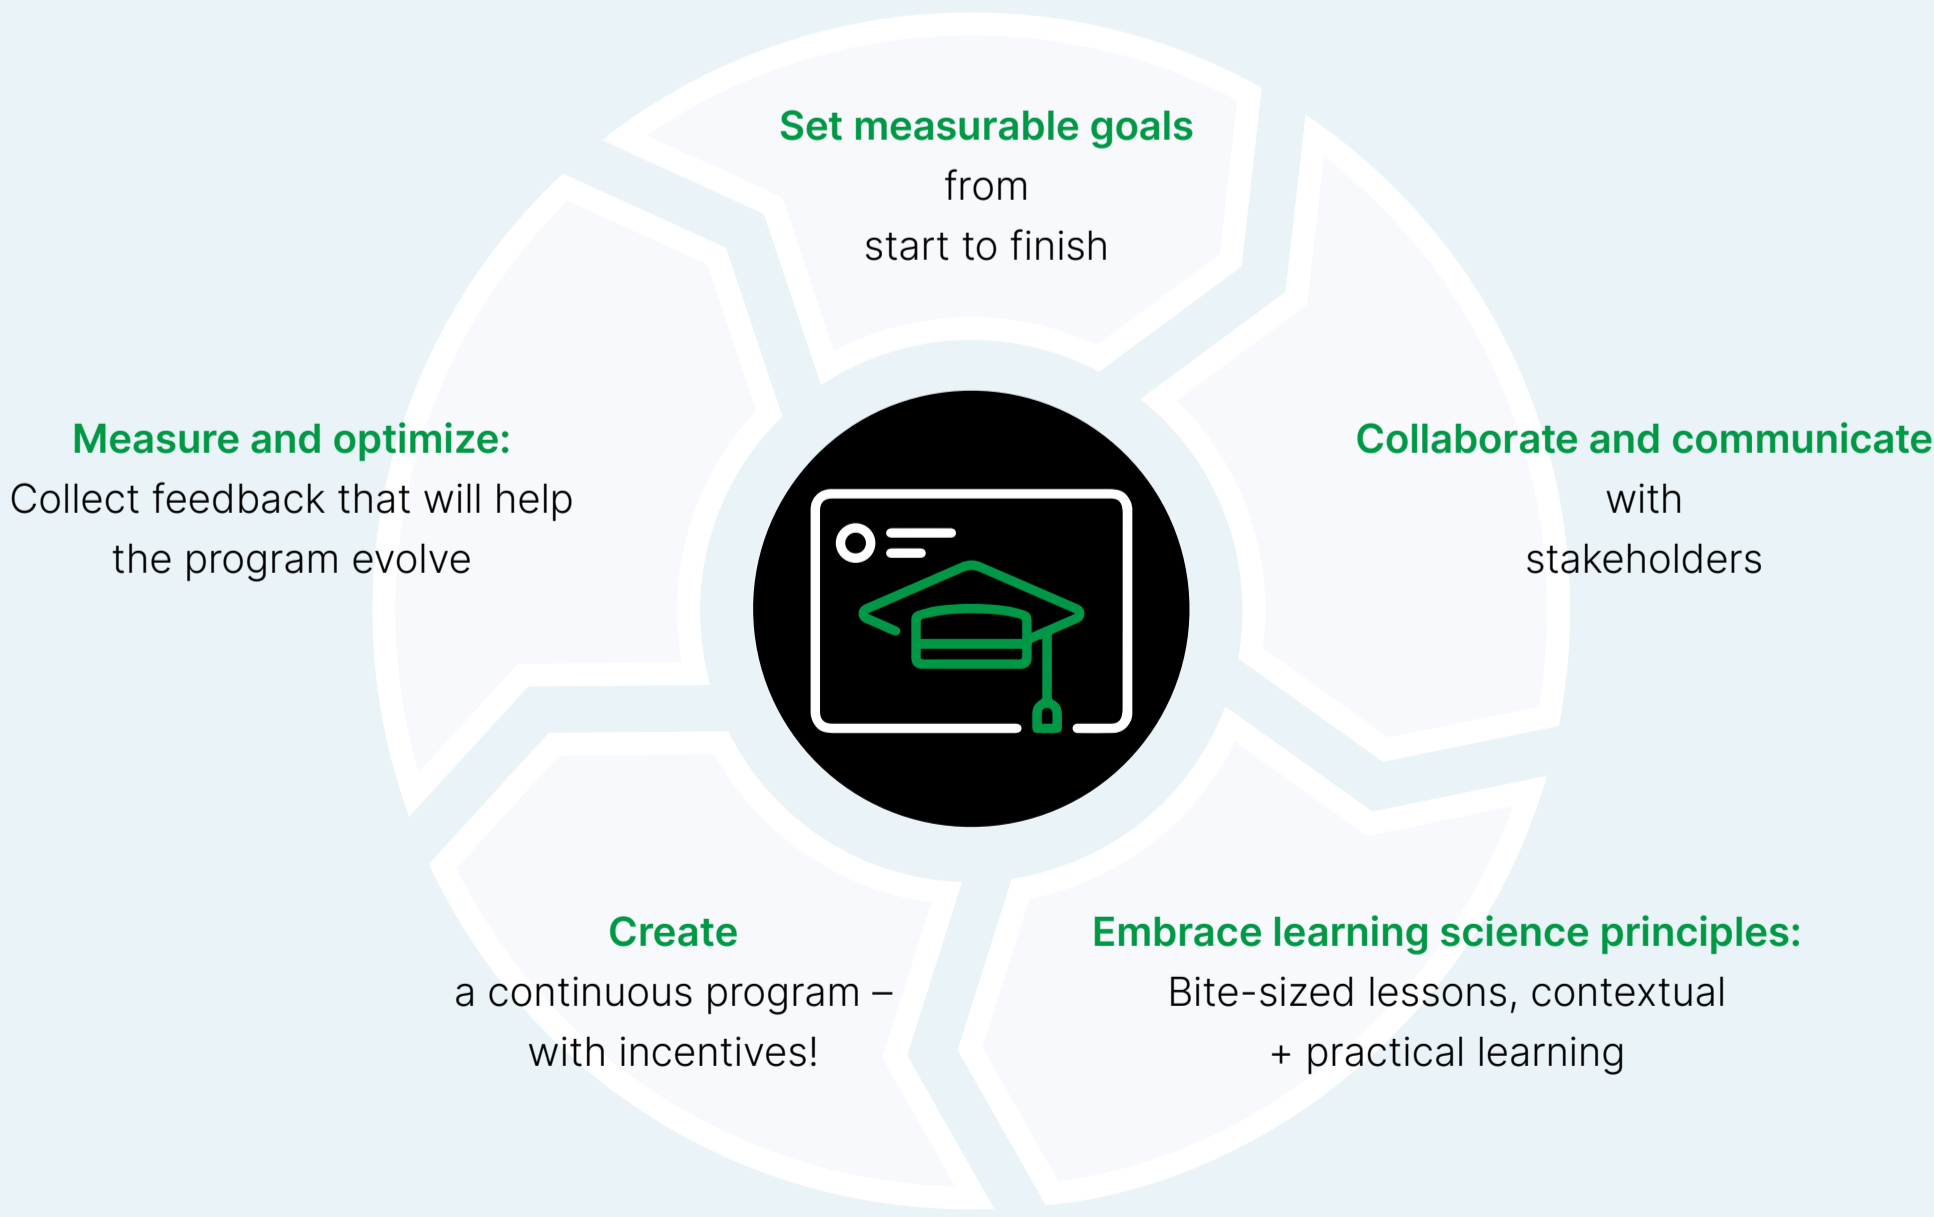 Set measurable goals
from
start to finish
Collaborate and communicate
with
stakeholders
Embrace learning science principles:
Bite-sized lessons, contextual
+ practical learning
Create
a continuous program –
with incentives!
Measure and optimize:
Collect feedback that will help
the program evolve